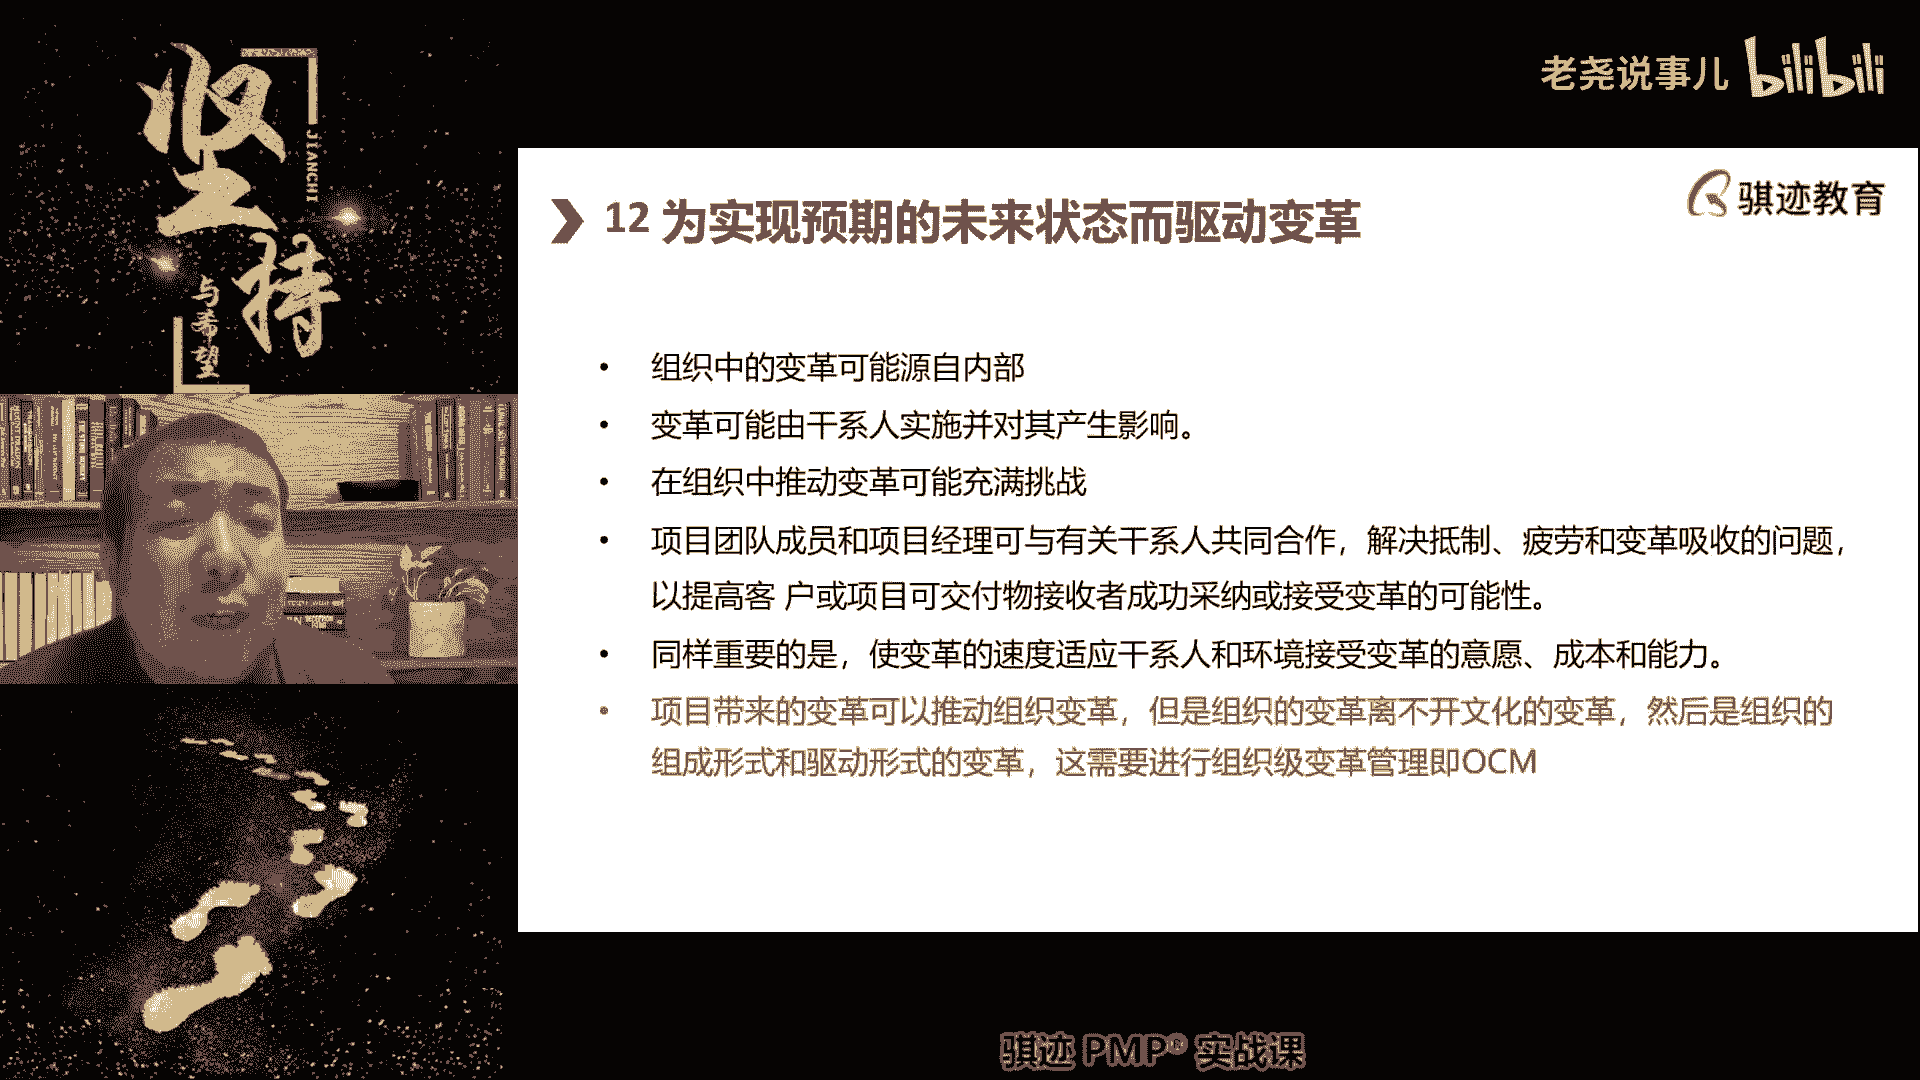 坚持
JIANCHI
与希望
老尧说事儿 bilibili
骐迹教育
12 为实现预期的未来状态而驱动变革
• 组织中的变革可能源自内部
• 变革可能由干系人实施并对其产生影响。
• 在组织中推动变革可能充满挑战
• 项目团队成员和项目经理可与有关干系人共同合作，解决抵制、疲劳和变革吸收的问题，
以提高客 户或项目可交付物接收者成功采纳或接受变革的可能性。
• 同样重要的是，使变革的速度适应干系人和环境接受变革的意愿、成本和能力。
• 项目带来的变革可以推动组织变革，但是组织的变革离不开文化的变革，然后是组织的
组成形式和驱动形式的变革，这需要进行组织级变革管理即OCM
骐迹 PMP® 实战课